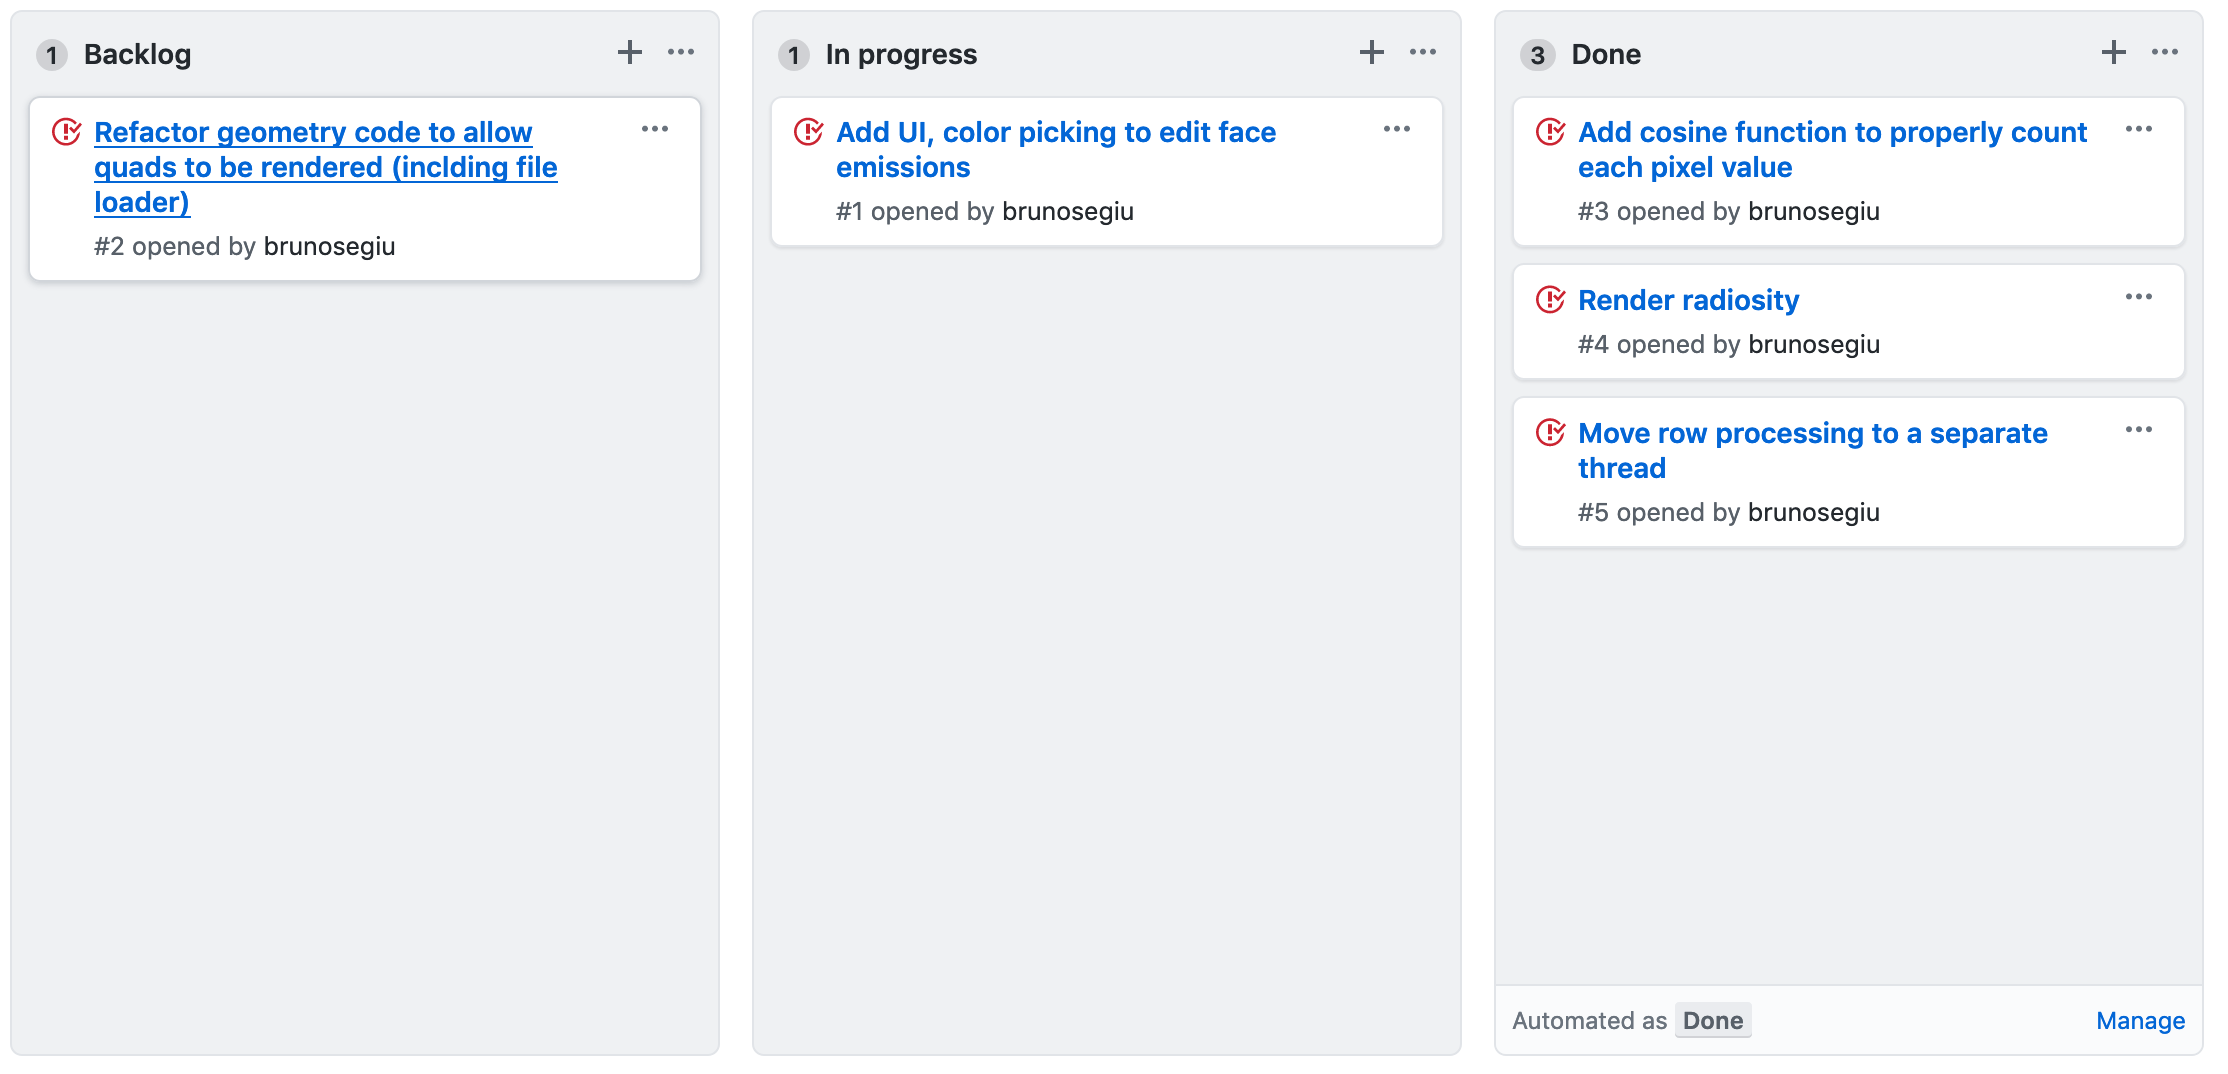 1 Backlog
Refactor geometry code to allow
quads to be rendered (inclding file
loader)
#2 opened by brunosegiu
1 In progress
Add UI, color picking to edit face
emissions
#1 opened by brunosegiu
3 Done
Add cosine function to properly count
each pixel value
#3 opened by brunosegiu
Render radiosity
#4 opened by brunosegiu
Move row processing to a separate
thread
#5 opened by brunosegiu
Automated as Done Manage